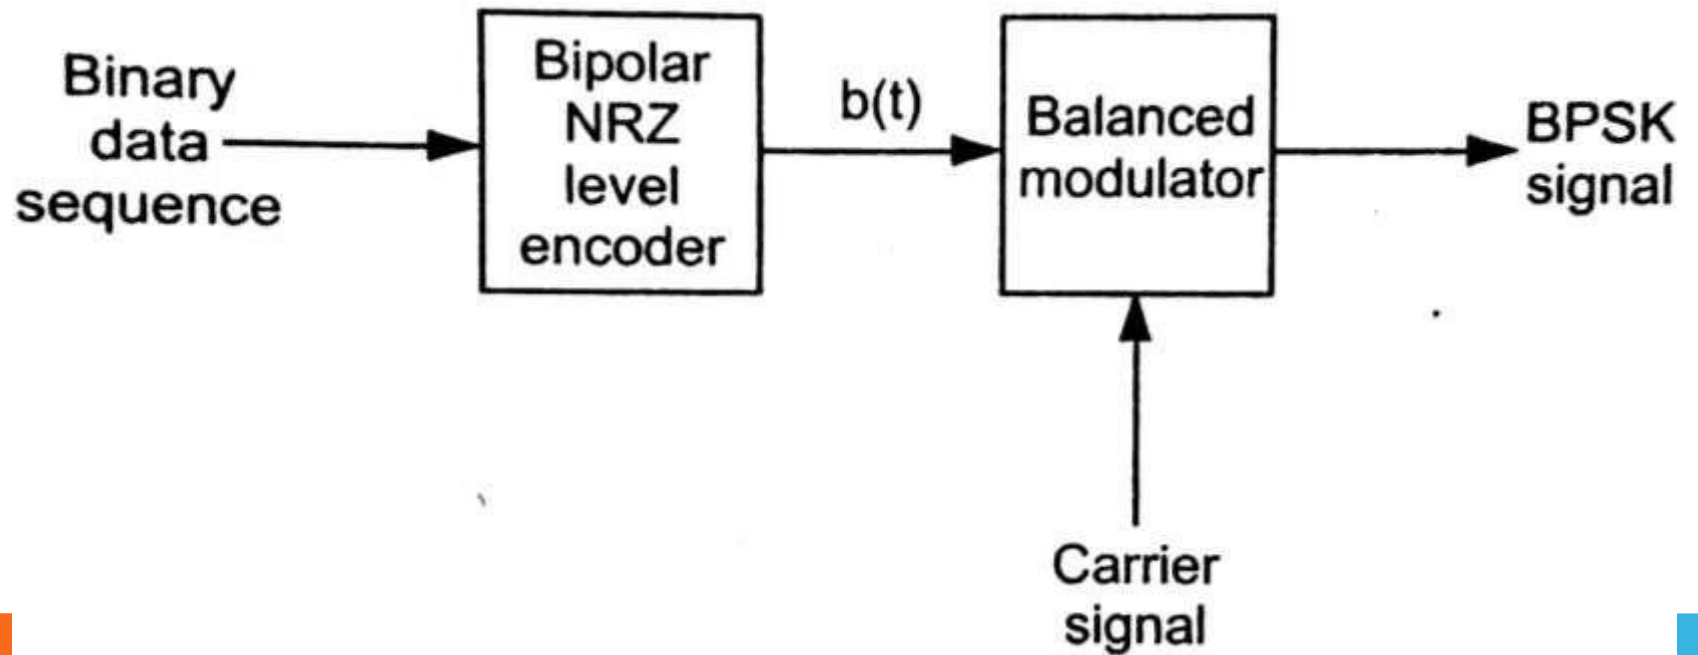 Binary
data
sequence
Bipolar
NRZ
level
encoder
b(t)
Balanced
modulator
BPSK
signal
Carrier
signal